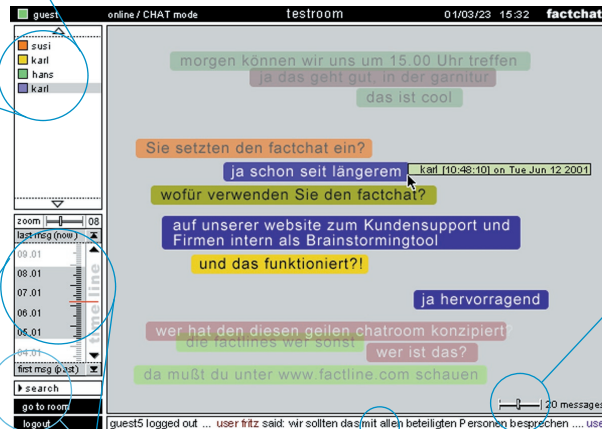 guest online / CHAT mode testroom 01/03/23 15:32 factchat
susi
karl
hans
karl
morgen können wir uns um 15.00 Uhr treffen
ja das geht gut, in der garnitur
das ist cool
Sie setzten den factchat ein?
ja schon seit längerem
karl [10:48:10] on Tue Jun 12 2001
wofür verwenden Sie den factchat?
auf unserer website zum Kundensupport und
Firmen intern als Brainstormingtool
und das funktioniert?!
ja hervorragend
wer hat den diesen geilen chatroom konzipiert?
die factlines wer sonst
wer ist das?
da mußt du unter www.factline.com schauen
zoom 08
last msg (now)
09.01
08.01
07.01
06.01
05.01
04.01
timeline
first msg (past)
search
go to room
logout
20 messages
guest5 logged out ... user fritz said: wir sollten das mit allen beteiligten Personen besprechen .... use